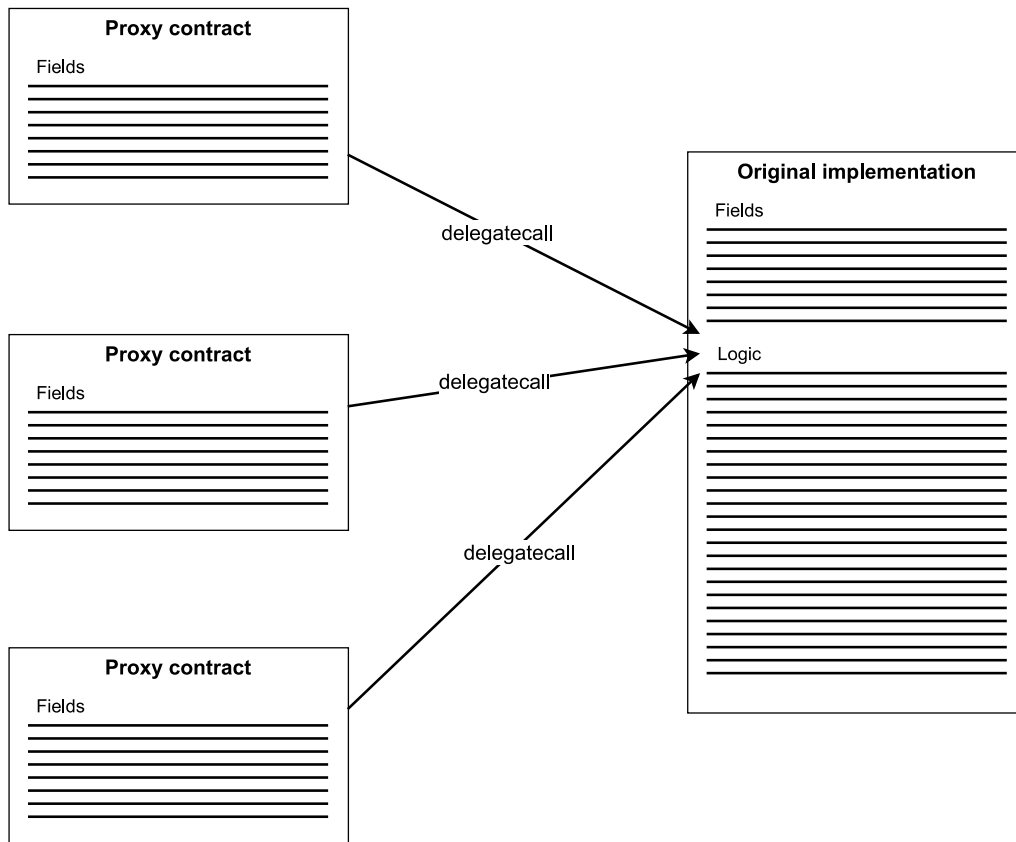 Proxy contract
Fields
delegatecall
Proxy contract
Fields
delegatecall
Proxy contract
Fields
delegatecall
Original implementation
Fields
Logic